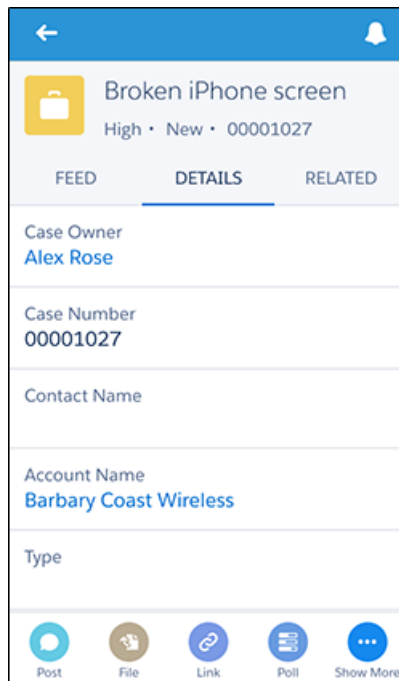 Broken iPhone screen
High • New • 00001027
FEED DETAILS RELATED
Case Owner
Alex Rose
Case Number
00001027
Contact Name
Account Name
Barbary Coast Wireless
Type
Post File Link Poll Show More